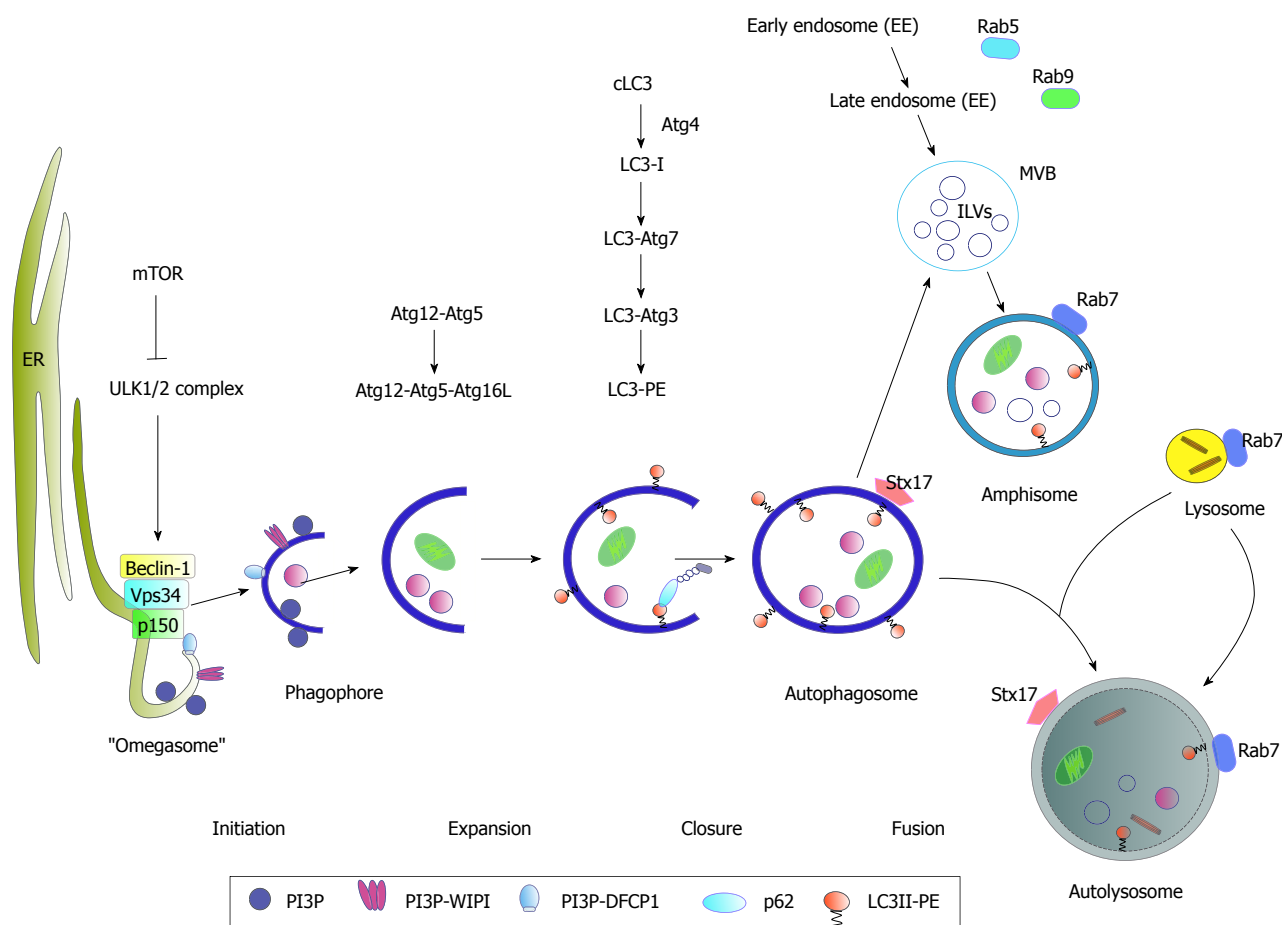 Early endosome (EE)
Rab5
Rab9
Late endosome (EE)
cLC3
Atg4
LC3-I
MVB
ILVs
LC3-Atg7
mTOR
Rab7
Atg12-Atg5
LC3-Atg3
ER
ULK1/2 complex
Atg12-Atg5-Atg16L
LC3-PE
Rab7
Stx17
Amphisome
Lysosome
Beclin-1
Vps34
p150
Phagophore
Autophagosome
Stx17
"Omegasome"
Rab7
Initiation
Expansion
Closure
Fusion
Autolysosome
PI3P
PI3P-WIPI
PI3P-DFCP1
p62
LC3II-PE